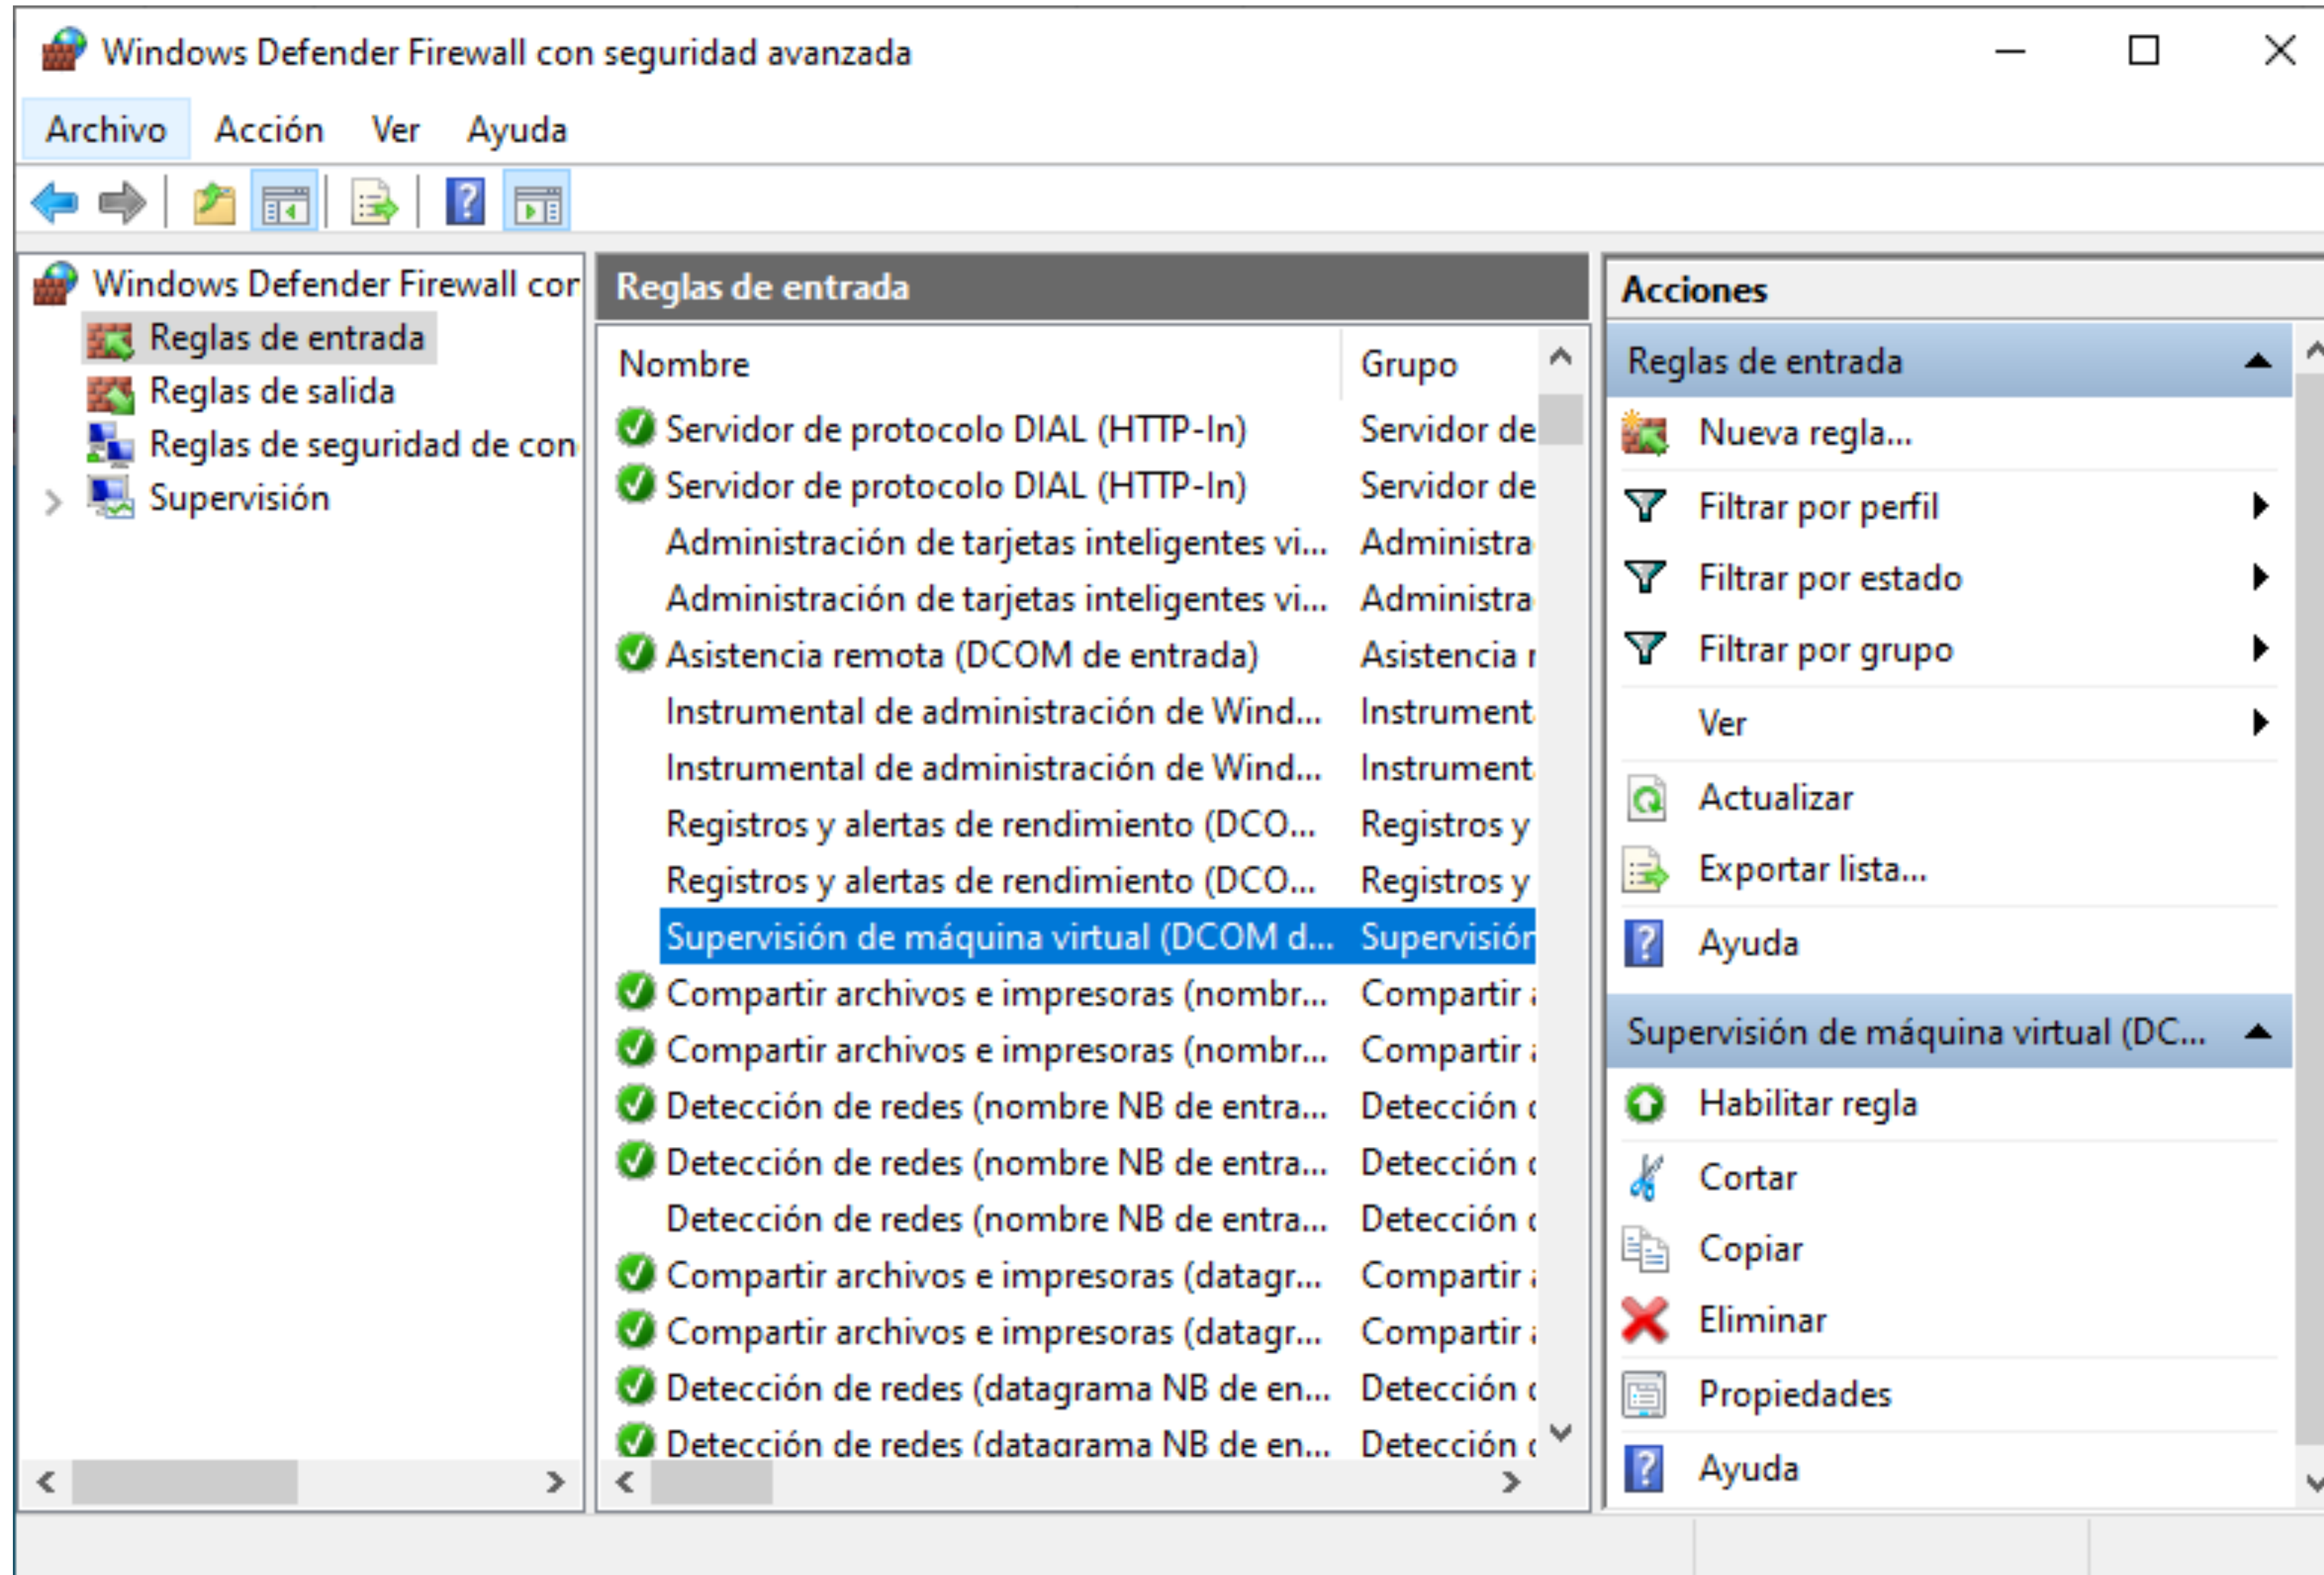 Windows Defender Firewall con seguridad avanzada
Archivo Acción Ver Ayuda
Windows Defender Firewall con
Reglas de entrada
Reglas de salida
Reglas de seguridad de con
Supervisión
Reglas de entrada
Nombre Grupo
Servidor de protocolo DIAL (HTTP-In) Servidor de
Servidor de protocolo DIAL (HTTP-In) Servidor de
Administración de tarjetas inteligentes vi... Administra
Administración de tarjetas inteligentes vi... Administra
Asistencia remota (DCOM de entrada) Asistencia r
Instrumental de administración de Wind... Instrument
Instrumental de administración de Wind... Instrument
Registros y alertas de rendimiento (DCO... Registros y
Registros y alertas de rendimiento (DCO... Registros y
Supervisión de máquina virtual (DCOM d... Supervisión
Compartir archivos e impresoras (nombr... Compartir a
Compartir archivos e impresoras (nombr... Compartir a
Detección de redes (nombre NB de entra... Detección d
Detección de redes (nombre NB de entra... Detección d
Detección de redes (nombre NB de entra... Detección d
Compartir archivos e impresoras (datagr... Compartir a
Compartir archivos e impresoras (datagr... Compartir a
Detección de redes (datagrama NB de en... Detección d
Detección de redes (datagrama NB de en... Detección d
Acciones
Reglas de entrada
Nueva regla...
Filtrar por perfil
Filtrar por estado
Filtrar por grupo
Ver
Actualizar
Exportar lista...
Ayuda
Supervisión de máquina virtual (DC...
Habilitar regla
Cortar
Copiar
Eliminar
Propiedades
Ayuda